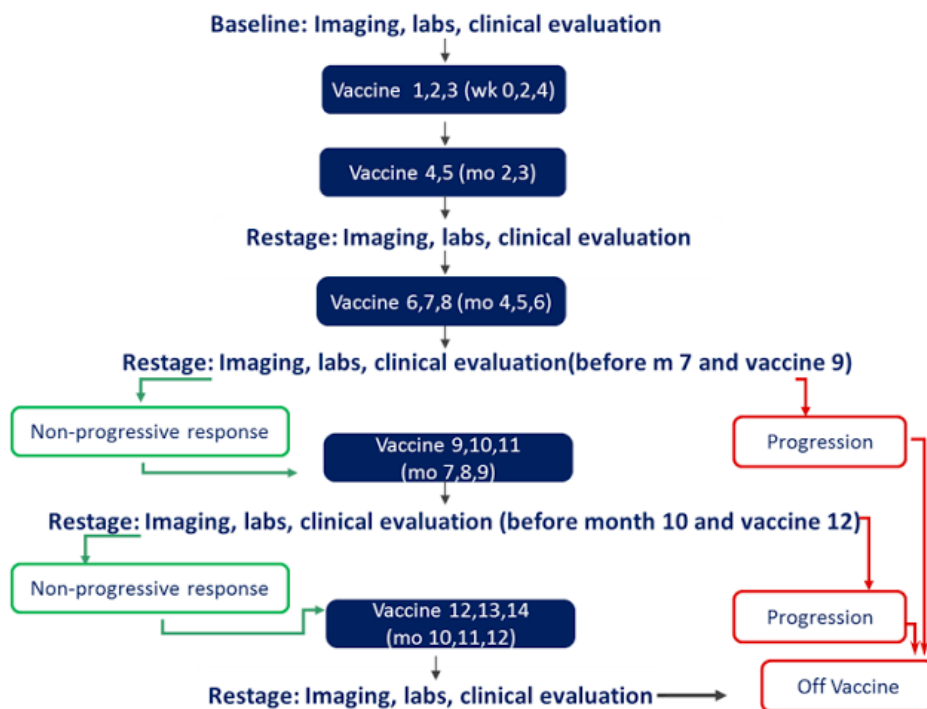 Baseline: Imaging, labs, clinical evaluation
Vaccine 1,2,3 (wk 0,2,4)
Vaccine 4,5 (mo 2,3)
Restage: Imaging, labs, clinical evaluation
Vaccine 6,7,8 (mo 4,5,6)
Restage: Imaging, labs, clinical evaluation(before m 7 and vaccine 9)
Non-progressive response
Progression
Vaccine 9,10,11
(mo 7,8,9)
Restage: Imaging, labs, clinical evaluation (before month 10 and vaccine 12)
Non-progressive response
Vaccine 12,13,14
(mo 10,11,12)
Progression
Restage: Imaging, labs, clinical evaluation
Off Vaccine